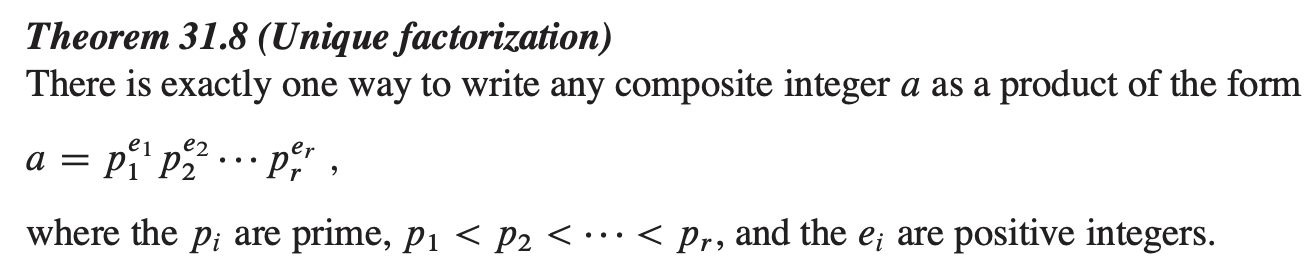 Theorem 31.8 (Unique factorization)
There is exactly one way to write any composite integer a as a product of the form
a = p_1^{e_1} p_2^{e_2} ⋯ p_r^{e_r} ,
where the p_i are prime, p_1 < p_2 < ⋯ < p_r, and the e_i are positive integers.